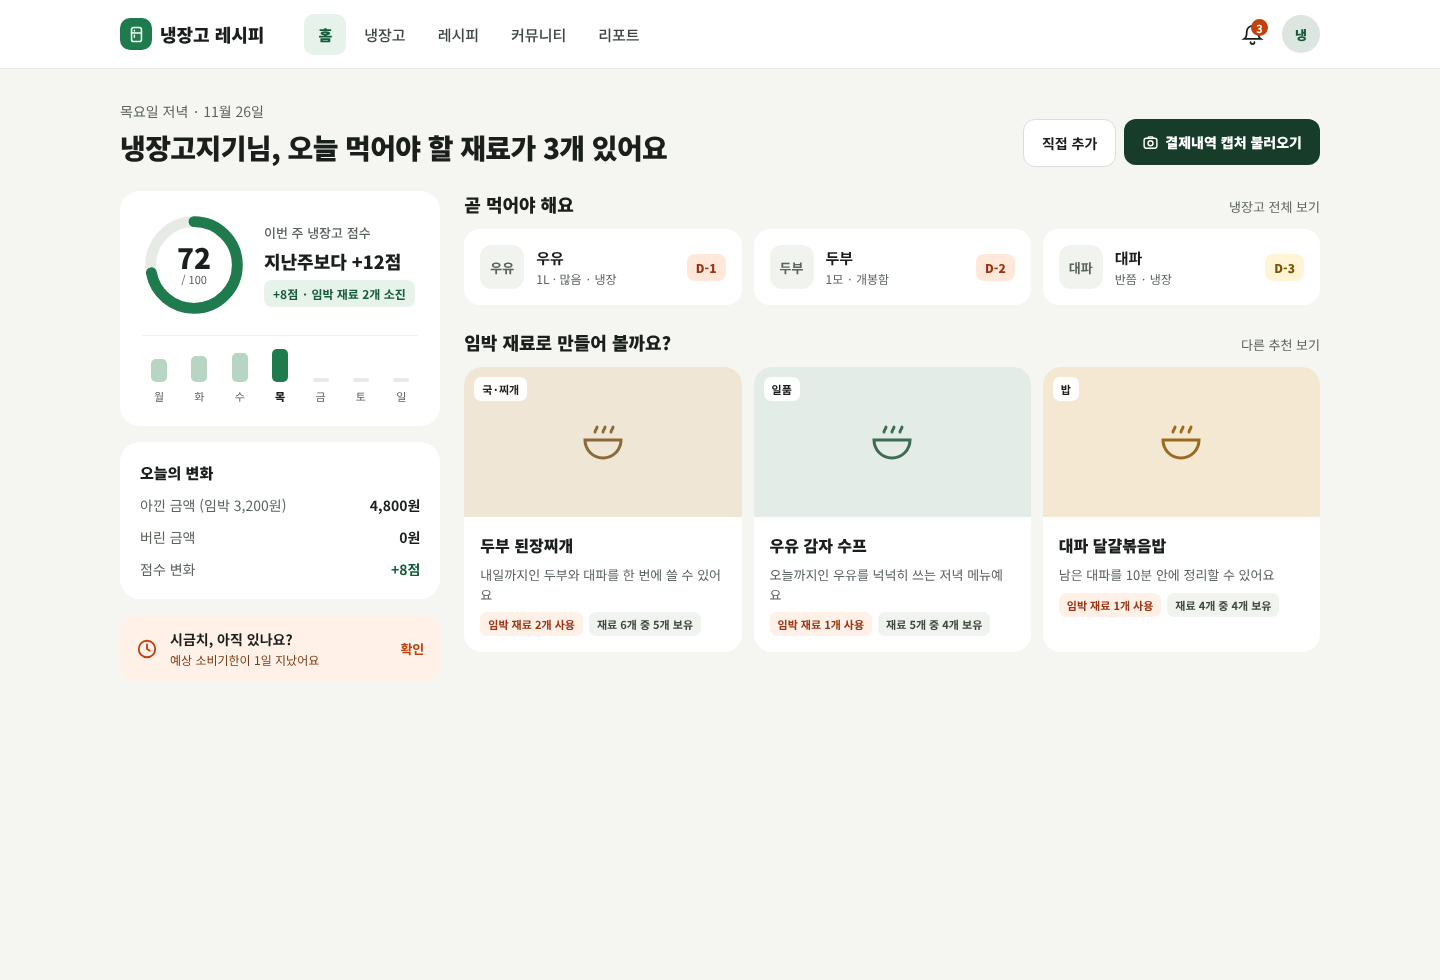 냉장고 레시피
홈
냉장고
레시피
커뮤니티
리포트
3
냉
목요일 저녁 · 11월 26일
냉장고지기님, 오늘 먹어야 할 재료가 3개 있어요
직접 추가
결제내역 캡처 불러오기
72
/ 100
이번 주 냉장고 점수
지난주보다 +12점
+8점 · 임박 재료 2개 소진
월
화
수
목
금
토
일
오늘의 변화
아낀 금액 (임박 3,200원)
4,800원
버린 금액
0원
점수 변화
+8점
시금치, 아직 있나요?
예상 소비기한이 1일 지났어요
확인
곧 먹어야 해요
냉장고 전체 보기
우유
우유
1L · 많음 · 냉장
D-1
두부
두부
1모 · 개봉함
D-2
대파
대파
반쯤 · 냉장
D-3
임박 재료로 만들어 볼까요?
다른 추천 보기
국·찌개
두부 된장찌개
내일까지인 두부와 대파를 한 번에 쓸 수 있어
요
임박 재료 2개 사용
재료 6개 중 5개 보유
일품
우유 감자 수프
오늘까지인 우유를 넉넉히 쓰는 저녁 메뉴예
요
임박 재료 1개 사용
재료 5개 중 4개 보유
밥
대파 달걀볶음밥
남은 대파를 10분 안에 정리할 수 있어요
임박 재료 1개 사용
재료 4개 중 4개 보유